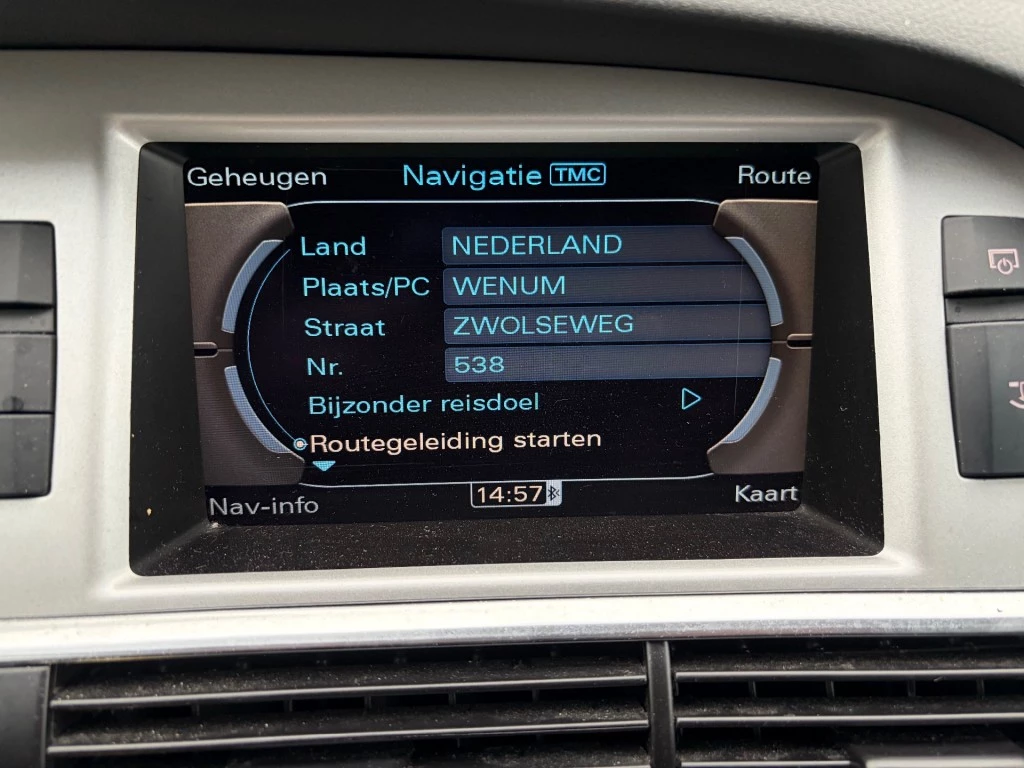 Geheugen Navigatie TMC Route
Land NEDERLAND
Plaats/PC WENUM
Straat ZWOLSEWEG
Nr. 538
Bijzonder reisdoel
Routegeleiding starten
Nav-info 14:57 Kaart